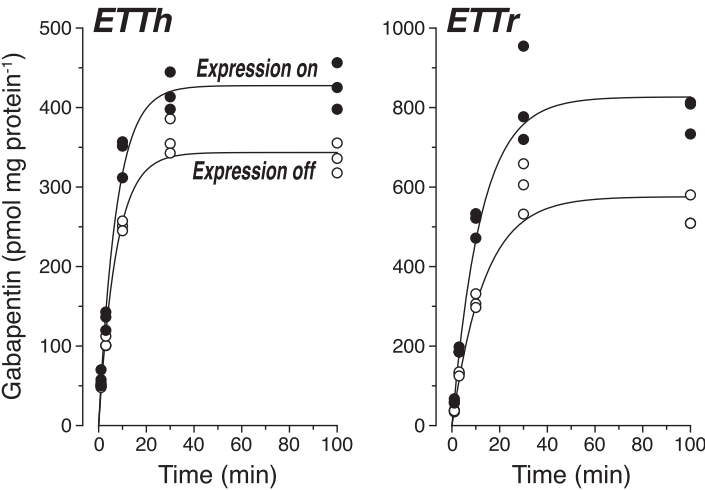 ETTh
ETTr
Gabapentin (pmol mg protein⁻¹)
500
400
300
200
100
0
Expression on
Expression off
0 20 40 60 80 100
Time (min)
1000
800
600
400
200
0
0 20 40 60 80 100
Time (min)